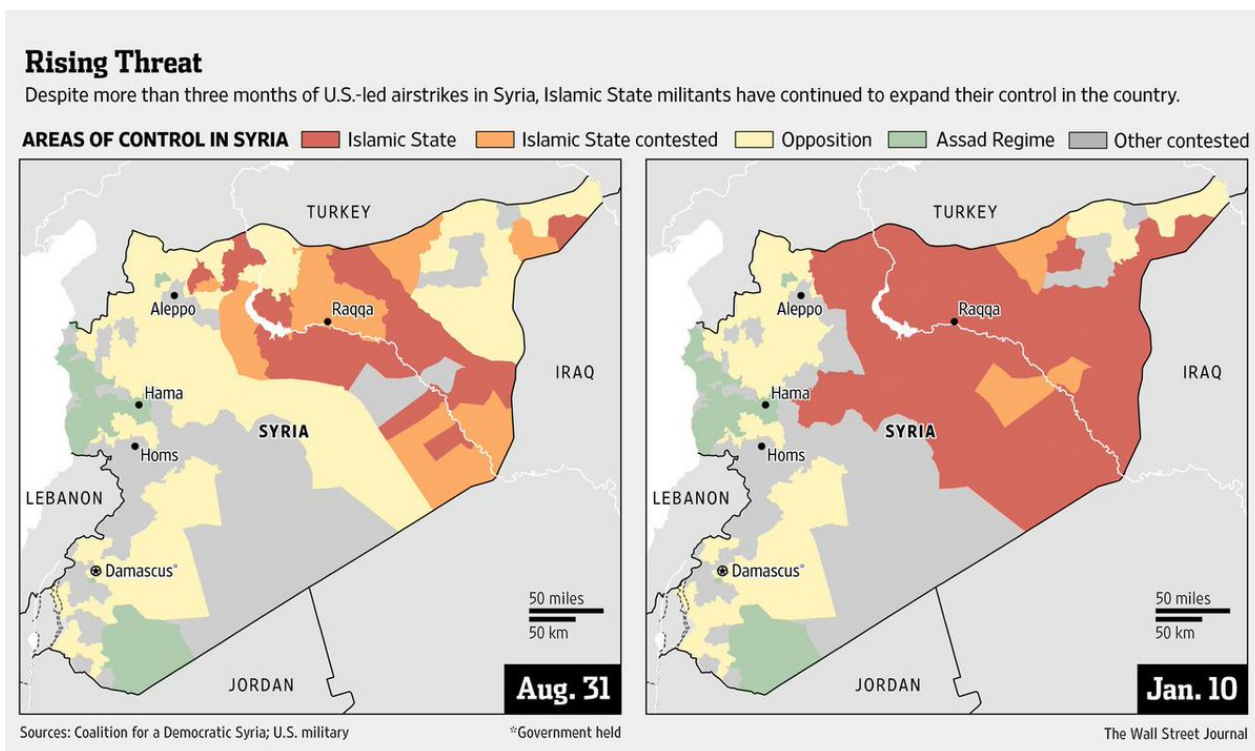 Rising Threat
Despite more than three months of U.S.-led airstrikes in Syria, Islamic State militants have continued to expand their control in the country.
AREAS OF CONTROL IN SYRIA Islamic State Islamic State contested Opposition Assad Regime Other contested
TURKEY
Aleppo
Raqqa
IRAQ
Hama
SYRIA
Homs
LEBANON
Damascus*
50 miles
50 km
JORDAN
Aug. 31
TURKEY
Aleppo
Raqqa
IRAQ
Hama
SYRIA
Homs
LEBANON
Damascus*
50 miles
50 km
JORDAN
Jan. 10
Sources: Coalition for a Democratic Syria; U.S. military
*Government held
The Wall Street Journal